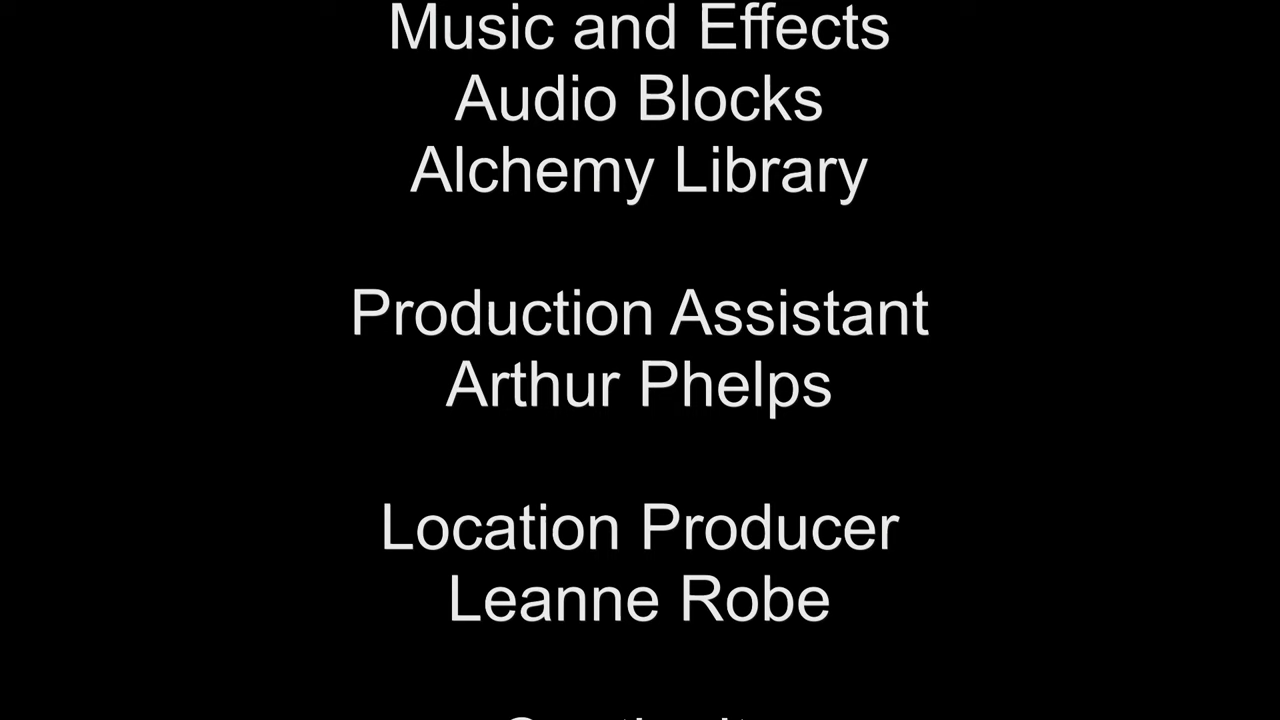 Music and Effects
Audio Blocks
Alchemy Library
Production Assistant
Arthur Phelps
Location Producer
Leanne Robe